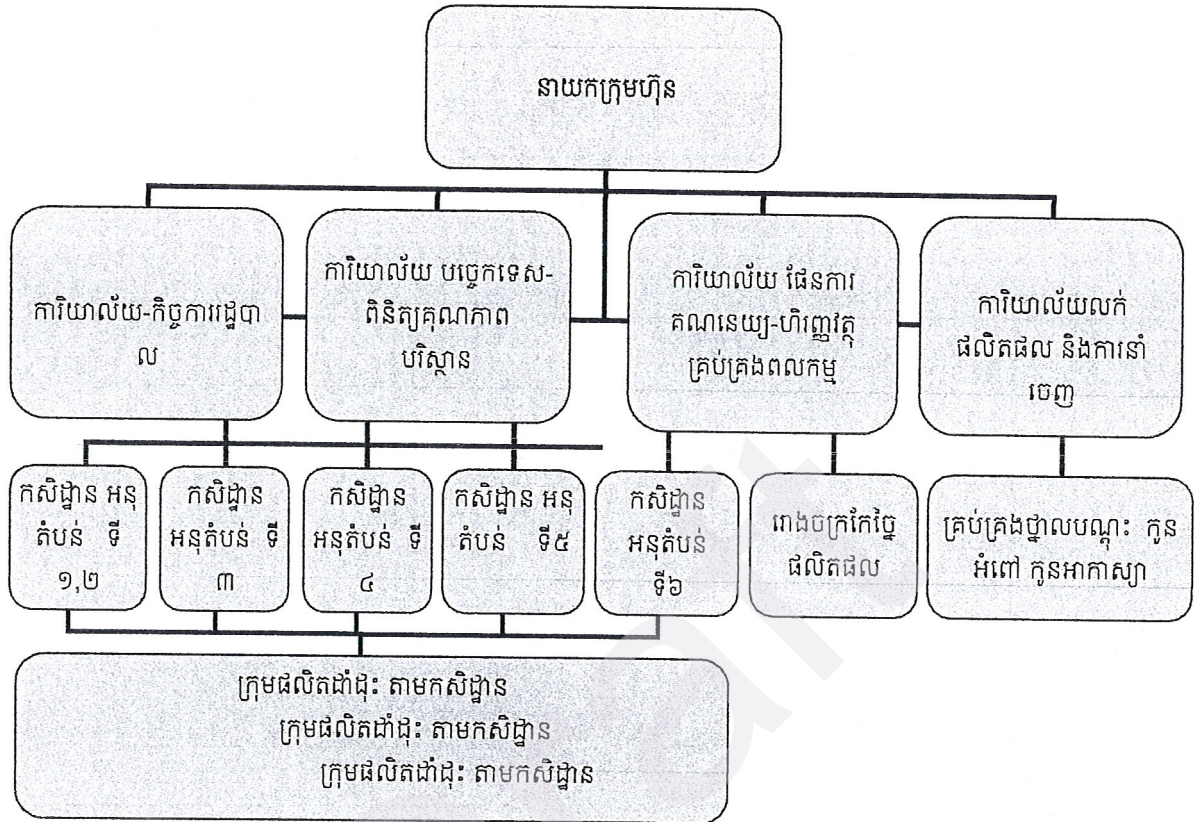 នាយកក្រុមហ៊ុន
ការិយាល័យ-កិច្ចការរដ្ឋបា
ល
ការិយាល័យ បច្ចេកទេស-
ពិនិត្យគុណភាព
បរិស្ថាន
ការិយាល័យ ផែនការ
គណនេយ្យ-ហិរញ្ញវត្ថុ
គ្រប់គ្រងពលកម្ម
ការិយាល័យលក់
ផលិតផល និងការនាំ
ចេញ
កសិដ្ឋាន អនុ
តំបន់ ទី
១,២
កសិដ្ឋាន
អនុតំបន់ ទី
៣
កសិដ្ឋាន
អនុតំបន់ ទី
៤
កសិដ្ឋាន អនុ
តំបន់ ទី៥
កសិដ្ឋាន
អនុតំបន់
ទី៦
រោងចក្រកែច្នៃ
ផលិតផល
គ្រប់គ្រងថ្នាលបណ្តុះ កូន
អំពៅ កូនអាកាស្យា
ក្រុមផលិតដាំដុះ តាមកសិដ្ឋាន
ក្រុមផលិតដាំដុះ តាមកសិដ្ឋាន
ក្រុមផលិតដាំដុះ តាមកសិដ្ឋាន